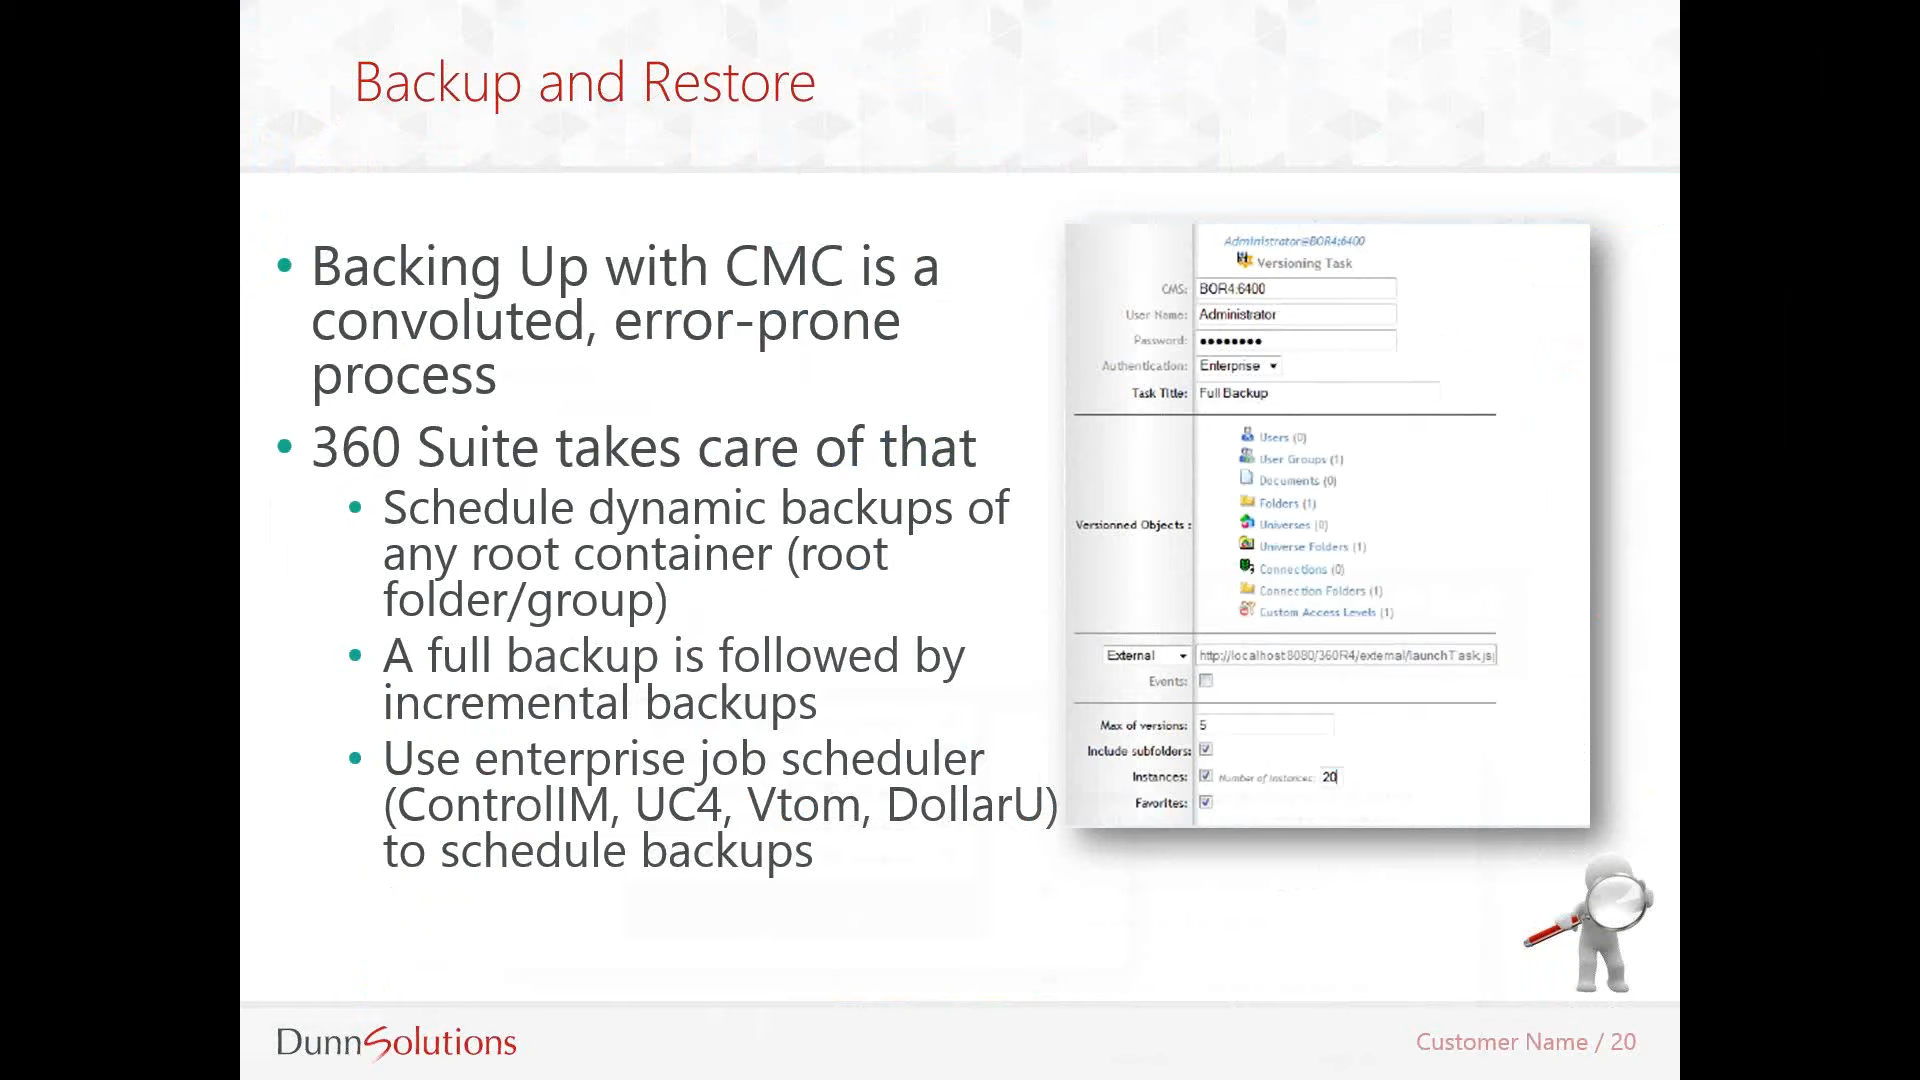 Backup and Restore
• Backing Up with CMC is a
convoluted, error-prone
process
• 360 Suite takes care of that
• Schedule dynamic backups of
any root container (root
folder/group)
• A full backup is followed by
incremental backups
• Use enterprise job scheduler
(ControlIM, UC4, Vtom, DollarU)
to schedule backups
Administrator@BOR4:6400
Versioning Task
CMS: BOR4:6400
User Name: Administrator
Password: ••••••••
Authentication: Enterprise
Task Title: Full Backup
Versionned Objects :
Users (0)
User Groups (1)
Documents (0)
Folders (1)
Universes (0)
Universe Folders (1)
Connections (0)
Connection Folders (1)
Custom Access Levels (1)
External http://localhost:8080/360R4/external/launchTask.js
Events:
Max of versions: 5
Include subfolders:
Instances: Number of instances: 20
Favorites:
DunnSolutions
Customer Name / 20